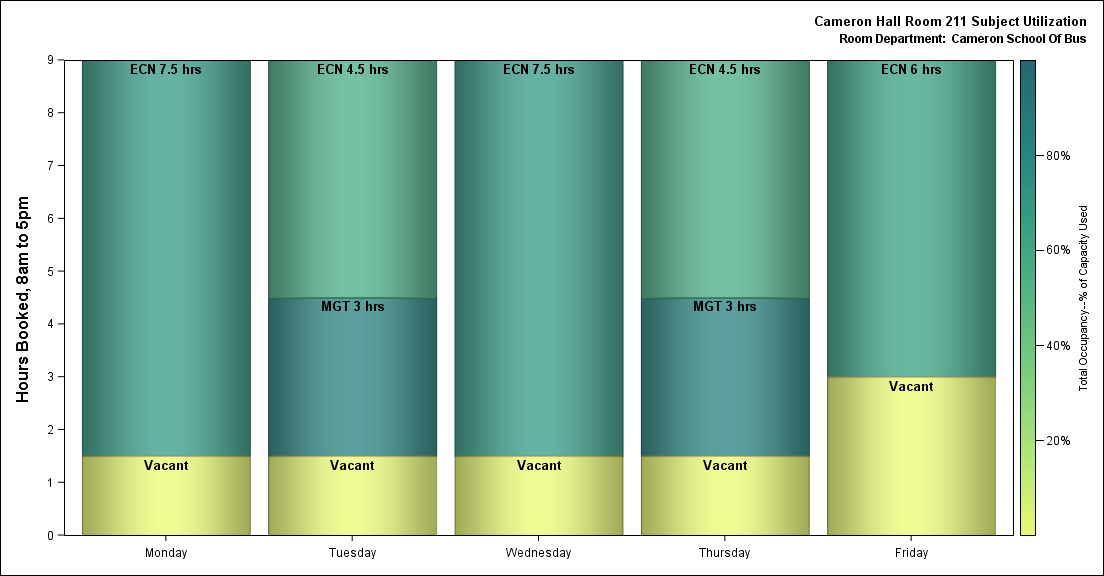 Cameron Hall Room 211 Subject Utilization
Room Department: Cameron School Of Bus
Hours Booked, 8am to 5pm
9
8
7
6
5
4
3
2
1
0
ECN 7.5 hrs
ECN 4.5 hrs
ECN 7.5 hrs
ECN 4.5 hrs
ECN 6 hrs
MGT 3 hrs
MGT 3 hrs
Vacant
Vacant
Vacant
Vacant
Vacant
Monday
Tuesday
Wednesday
Thursday
Friday
80%
60%
40%
20%
Total Occupancy--% of Capacity Used